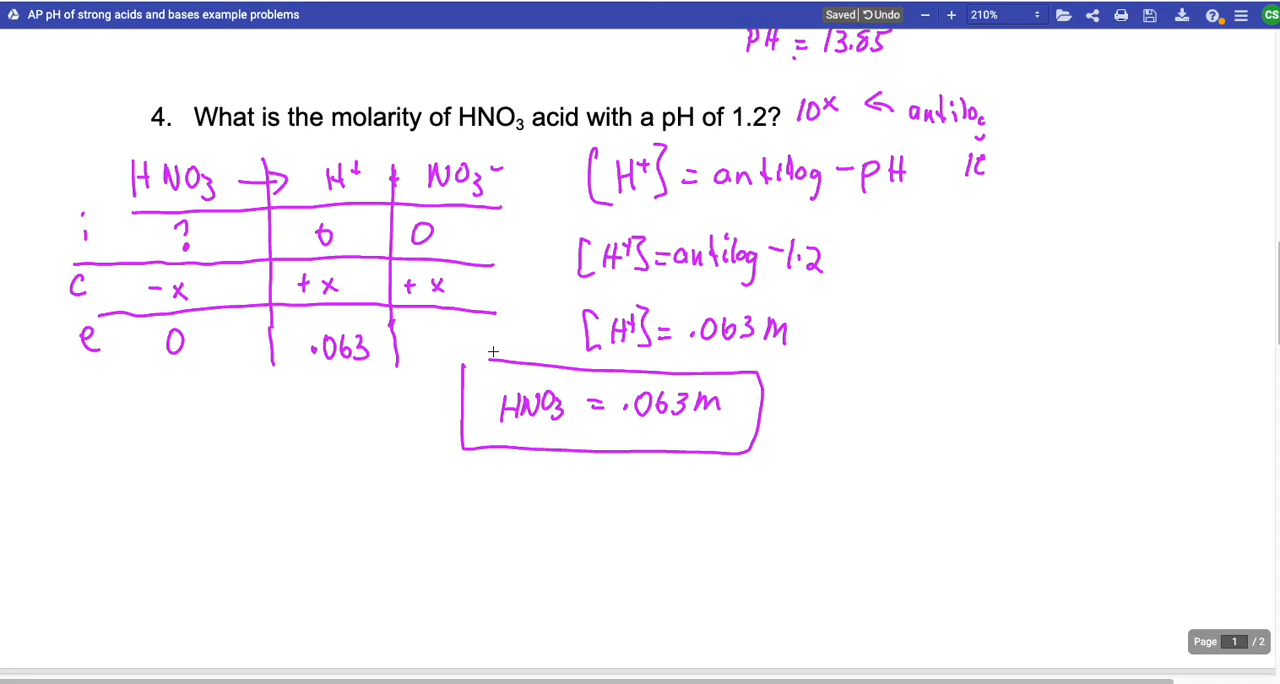 AP pH of strong acids and bases example problems
Saved Undo − + 210% CS
PH = 13.85
4. What is the molarity of HNO₃ acid with a pH of 1.2? 10ˣ ← antilog
HNO₃ → H⁺ + NO₃⁻ [H⁺] = antilog -pH
i ? 0 0 [H⁺] = antilog -1.2
C -x +x +x [H⁺] = .063 M
e 0 .063
HNO₃ = .063 M
Page 1 / 2